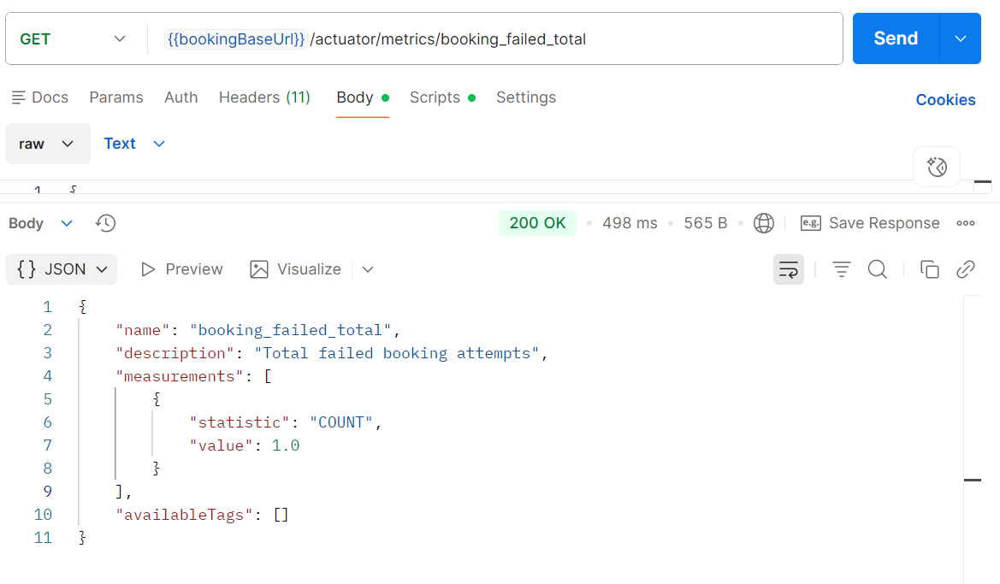 GET {{bookingBaseUrl}} /actuator/metrics/booking_failed_total Send
Docs Params Auth Headers (11) Body Scripts Settings Cookies
raw Text
1 {
Body 200 OK 498 ms 565 B e.g. Save Response
{} JSON Preview Visualize
1 {
2 "name": "booking_failed_total",
3 "description": "Total failed booking attempts",
4 "measurements": [
5 {
6 "statistic": "COUNT",
7 "value": 1.0
8 }
9 ],
10 "availableTags": []
11 }